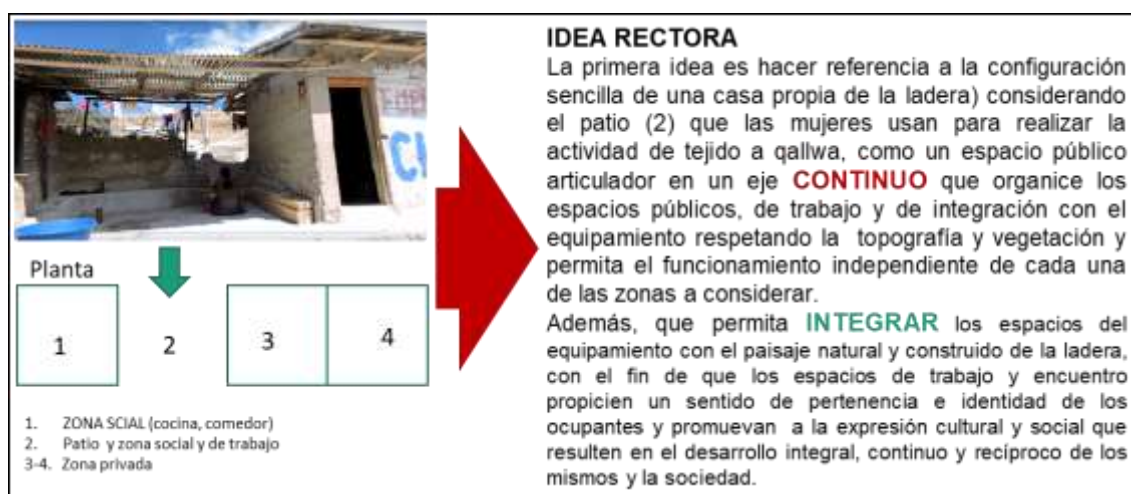 CH
Planta
1
2
3
4
1. ZONA SCIAL (cocina, comedor)
2. Patio y zona social y de trabajo
3-4. Zona privada
IDEA RECTORA
La primera idea es hacer referencia a la configuración
sencilla de una casa propia de la ladera) considerando
el patio (2) que las mujeres usan para realizar la
actividad de tejido a qallwa, como un espacio público
articulador en un eje CONTINUO que organice los
espacios públicos, de trabajo y de integración con el
equipamiento respetando la topografía y vegetación y
permita el funcionamiento independiente de cada una
de las zonas a considerar.
Además, que permita INTEGRAR los espacios del
equipamiento con el paisaje natural y construido de la ladera,
con el fin de que los espacios de trabajo y encuentro
propicien un sentido de pertenencia e identidad de los
ocupantes y promuevan a la expresión cultural y social que
resulten en el desarrollo integral, continuo y recíproco de los
mismos y la sociedad.